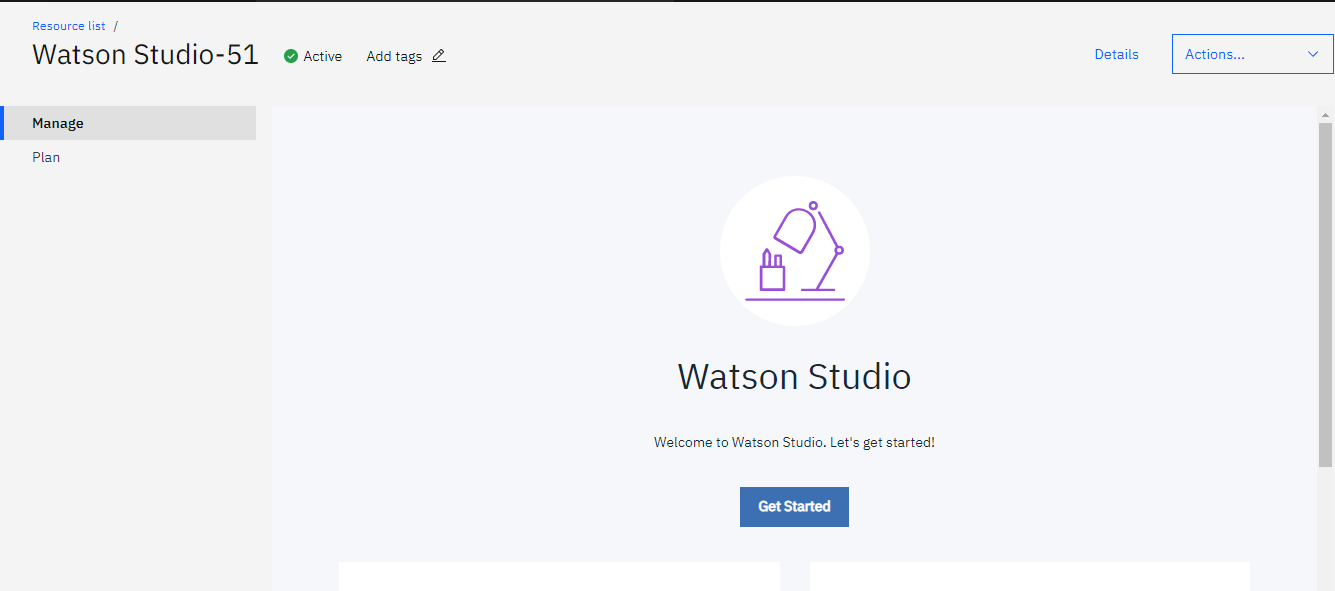 Resource list /
Watson Studio-51
Active
Add tags
Details
Actions...
Manage
Plan
Watson Studio
Welcome to Watson Studio. Let's get started!
Get Started